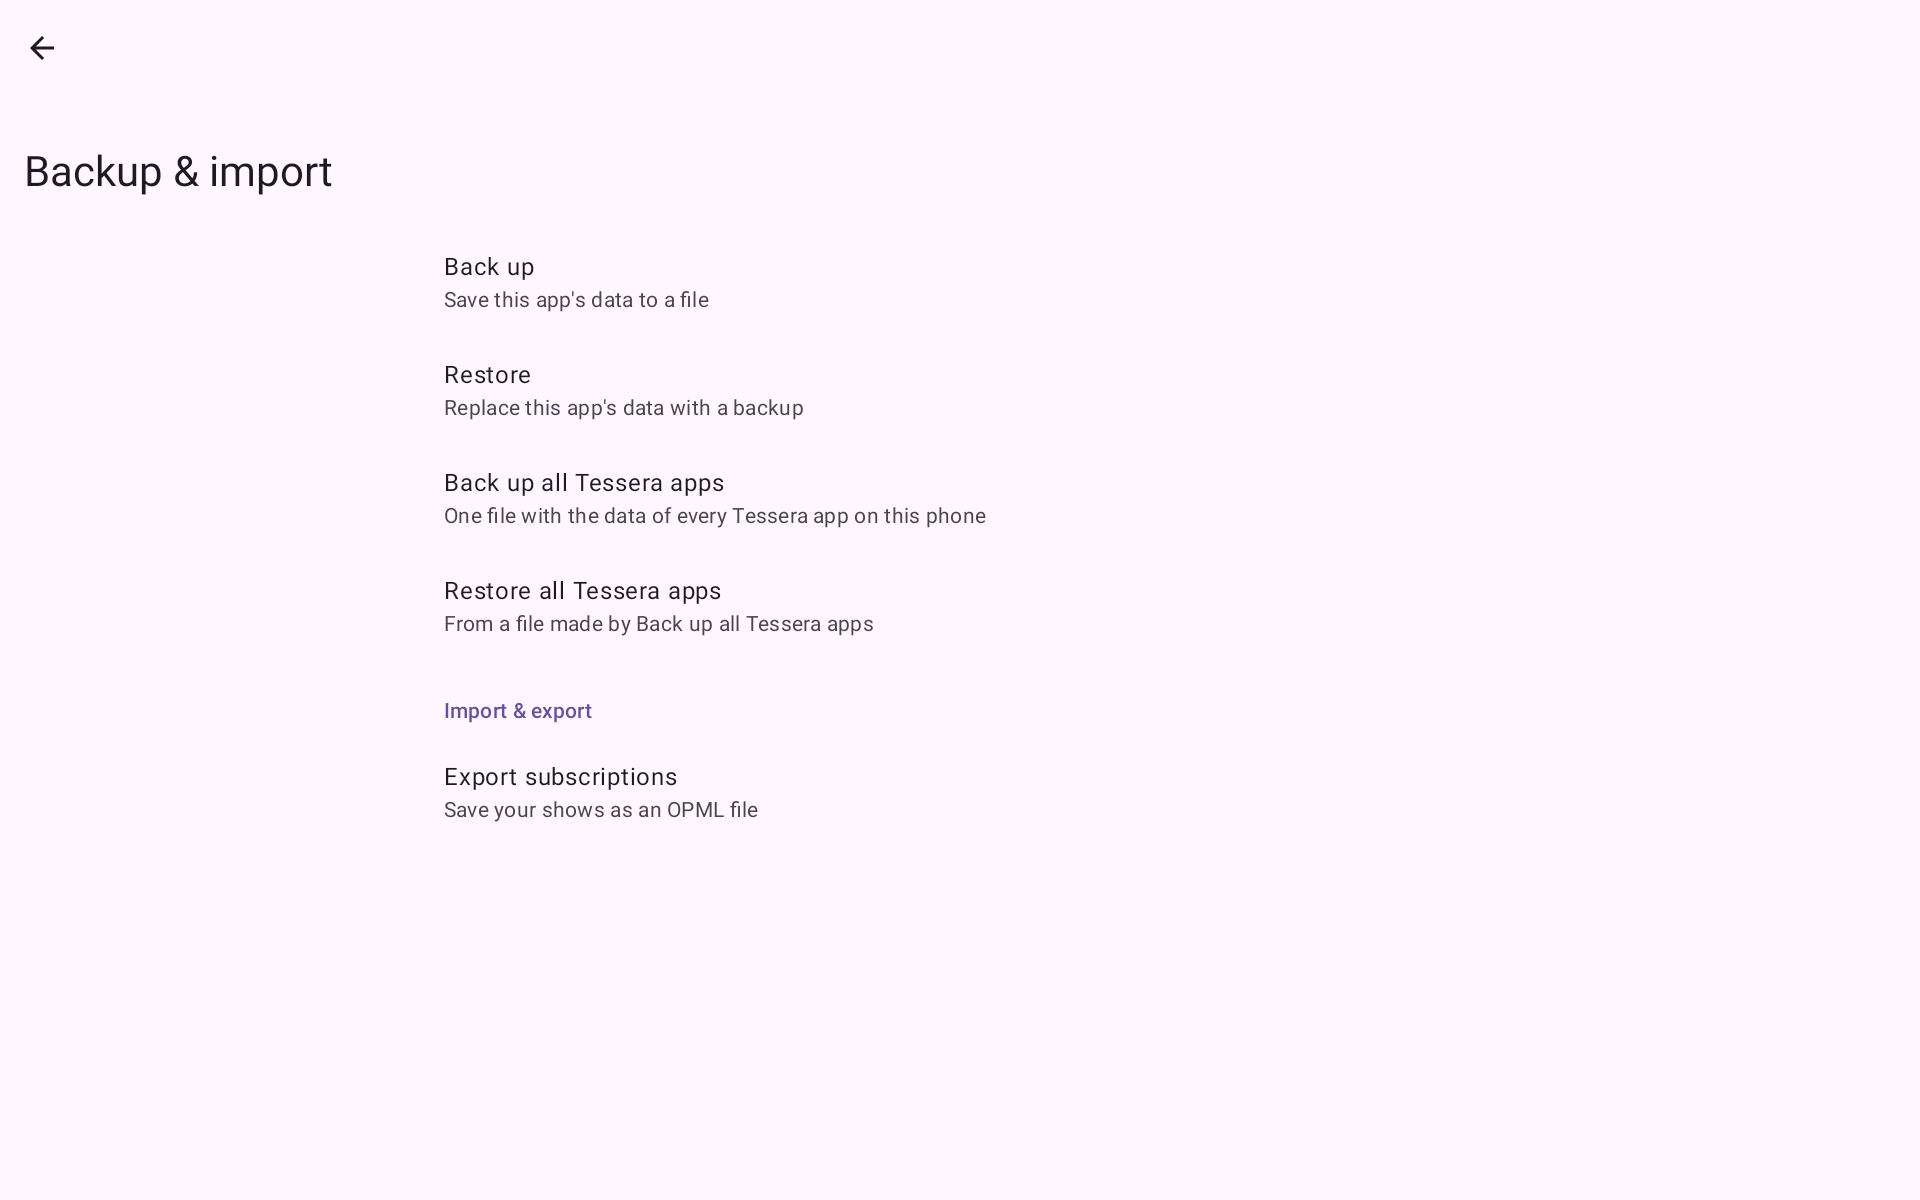 Backup & import
Back up
Save this app's data to a file
Restore
Replace this app's data with a backup
Back up all Tessera apps
One file with the data of every Tessera app on this phone
Restore all Tessera apps
From a file made by Back up all Tessera apps
Import & export
Export subscriptions
Save your shows as an OPML file